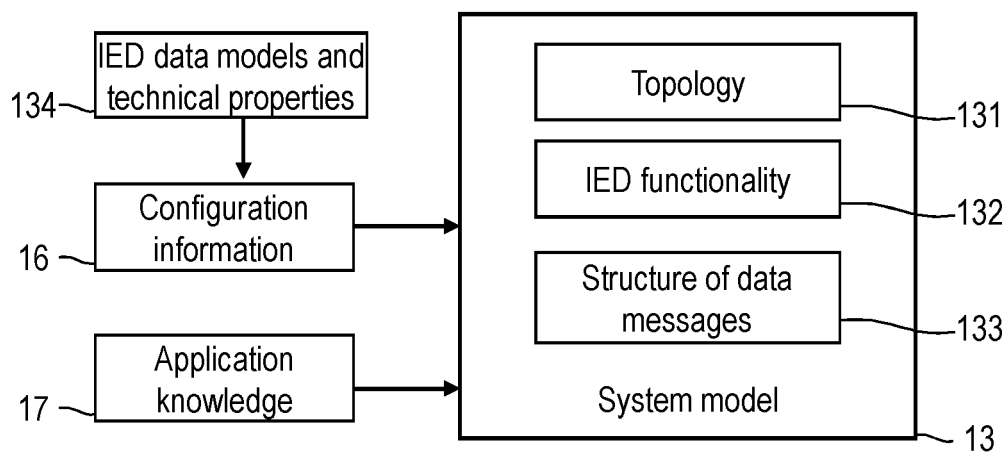 IED data models and
technical properties
134
Configuration
information
16
Application
knowledge
17
Topology
131
IED functionality
132
Structure of data
messages
133
System model
13